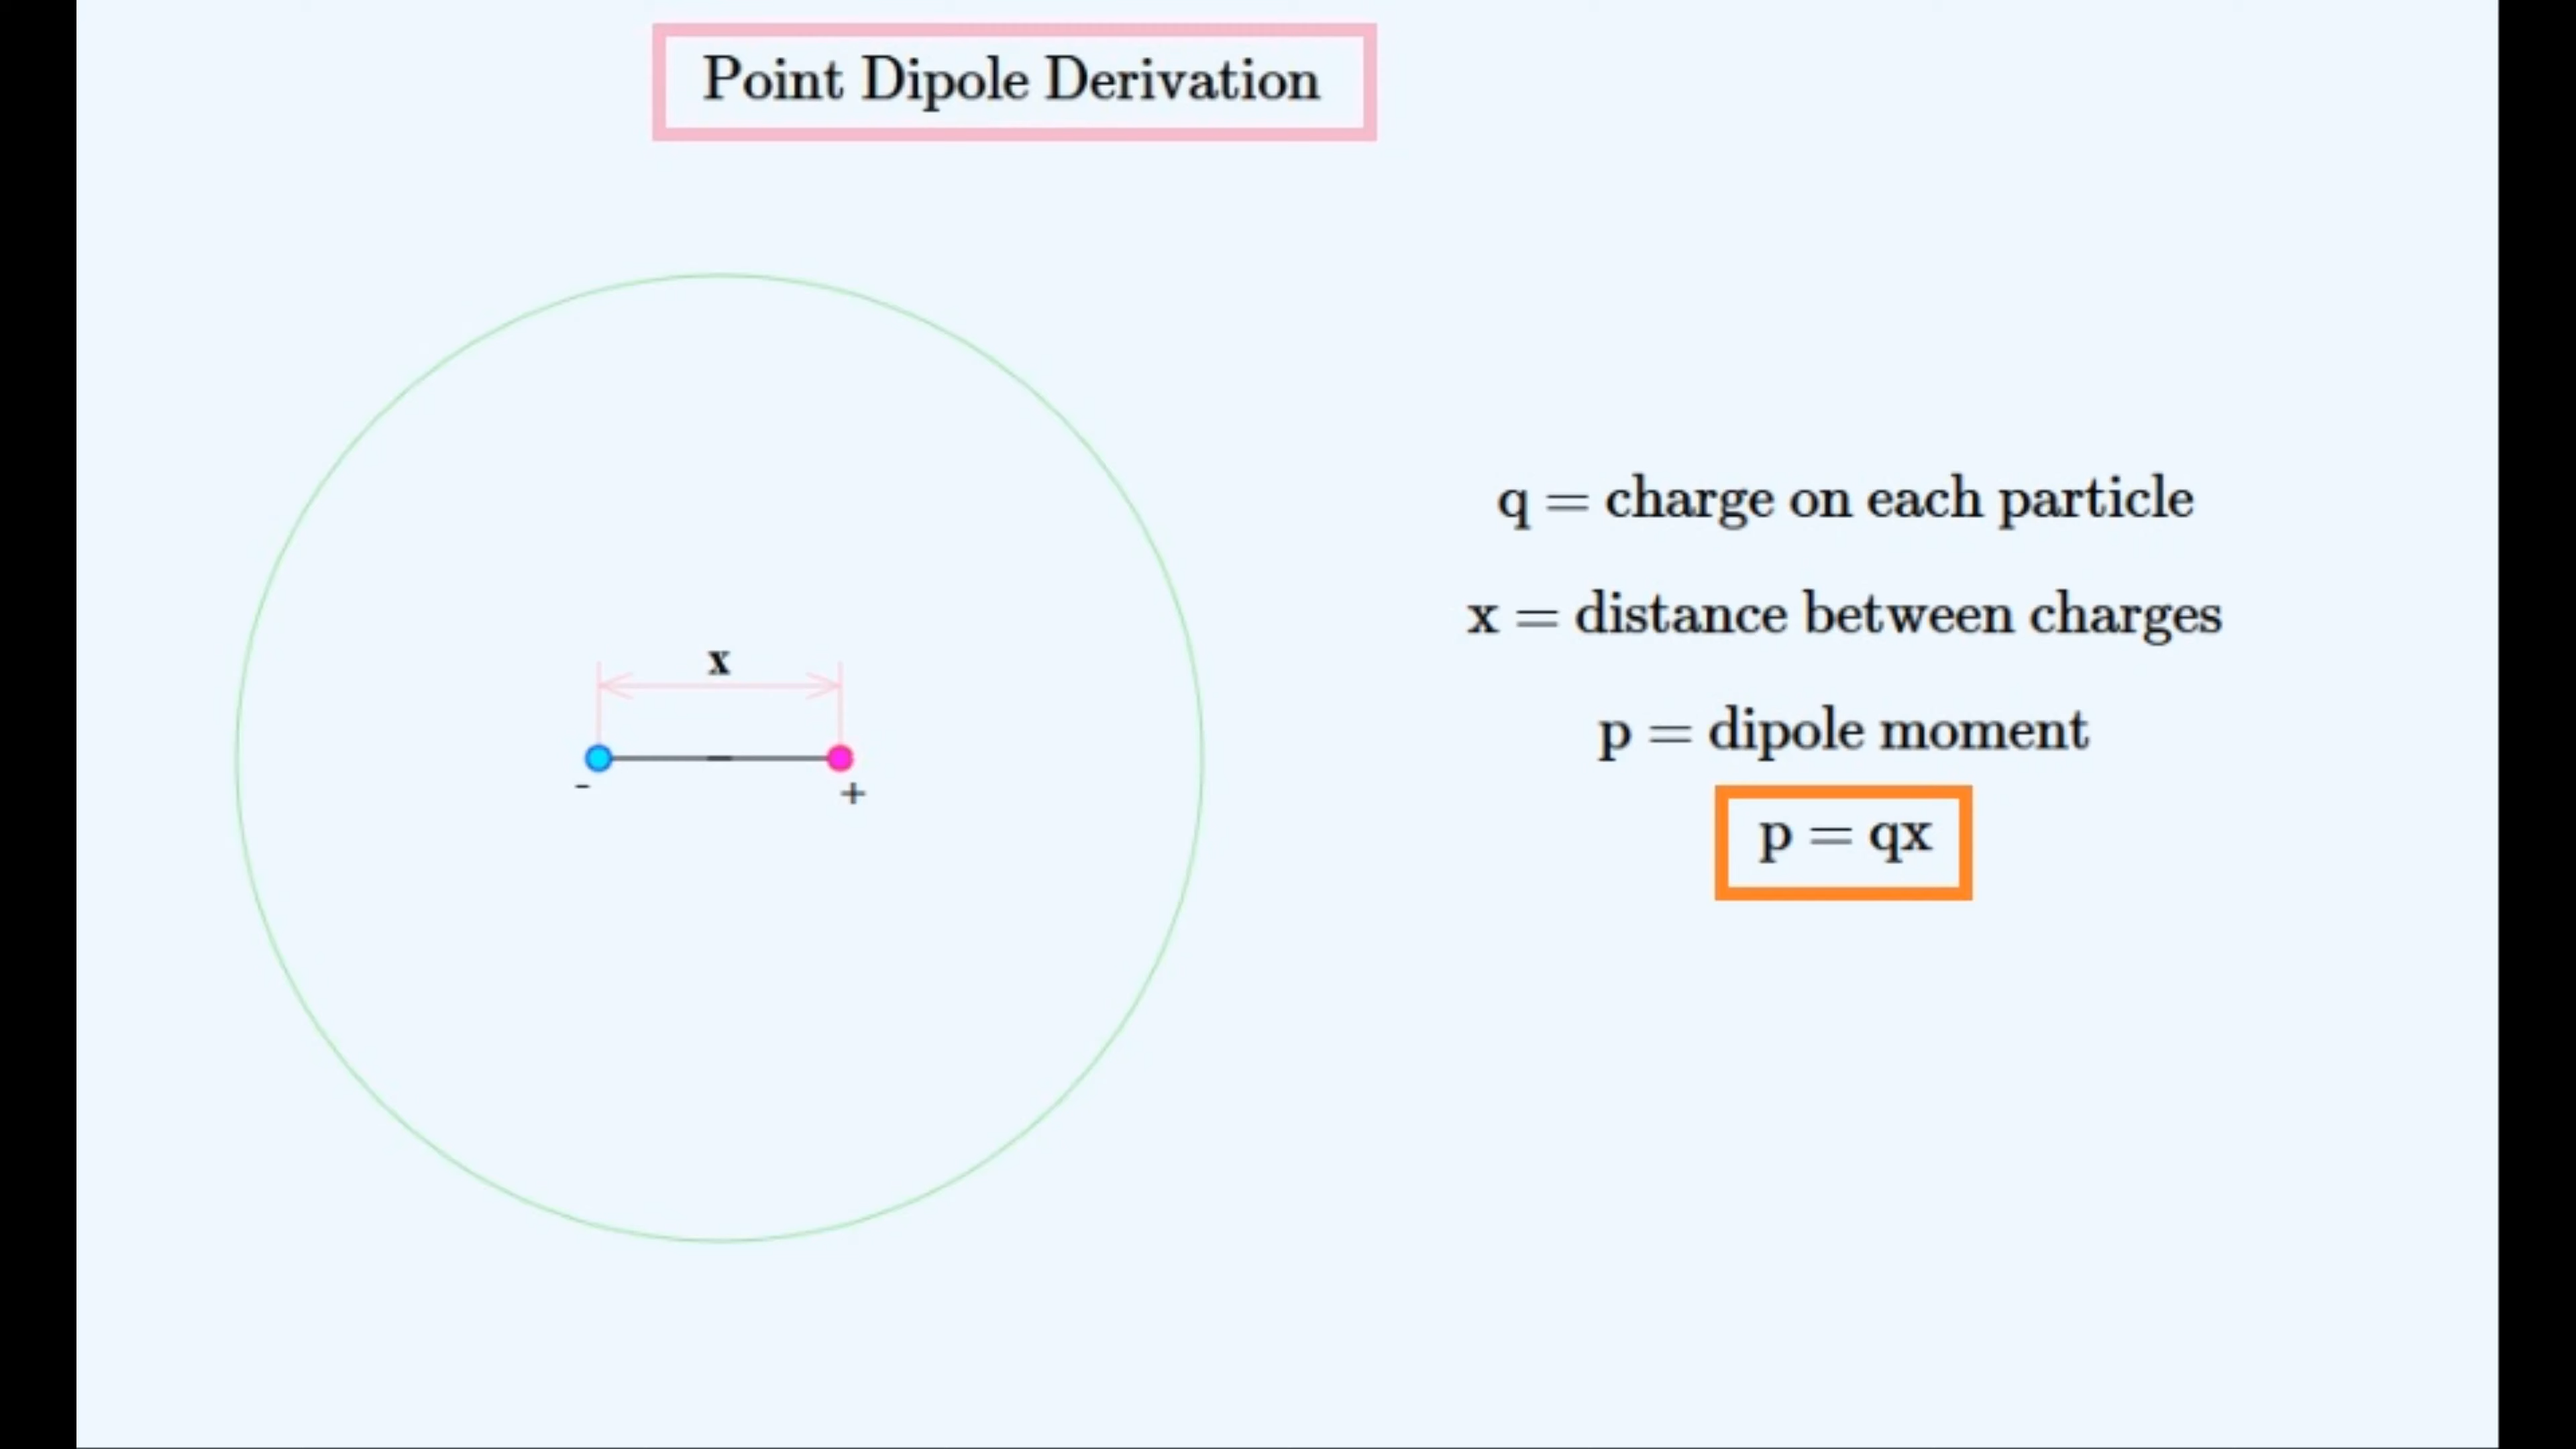 Point Dipole Derivation
x
-
+
q = charge on each particle
x = distance between charges
p = dipole moment
p = qx